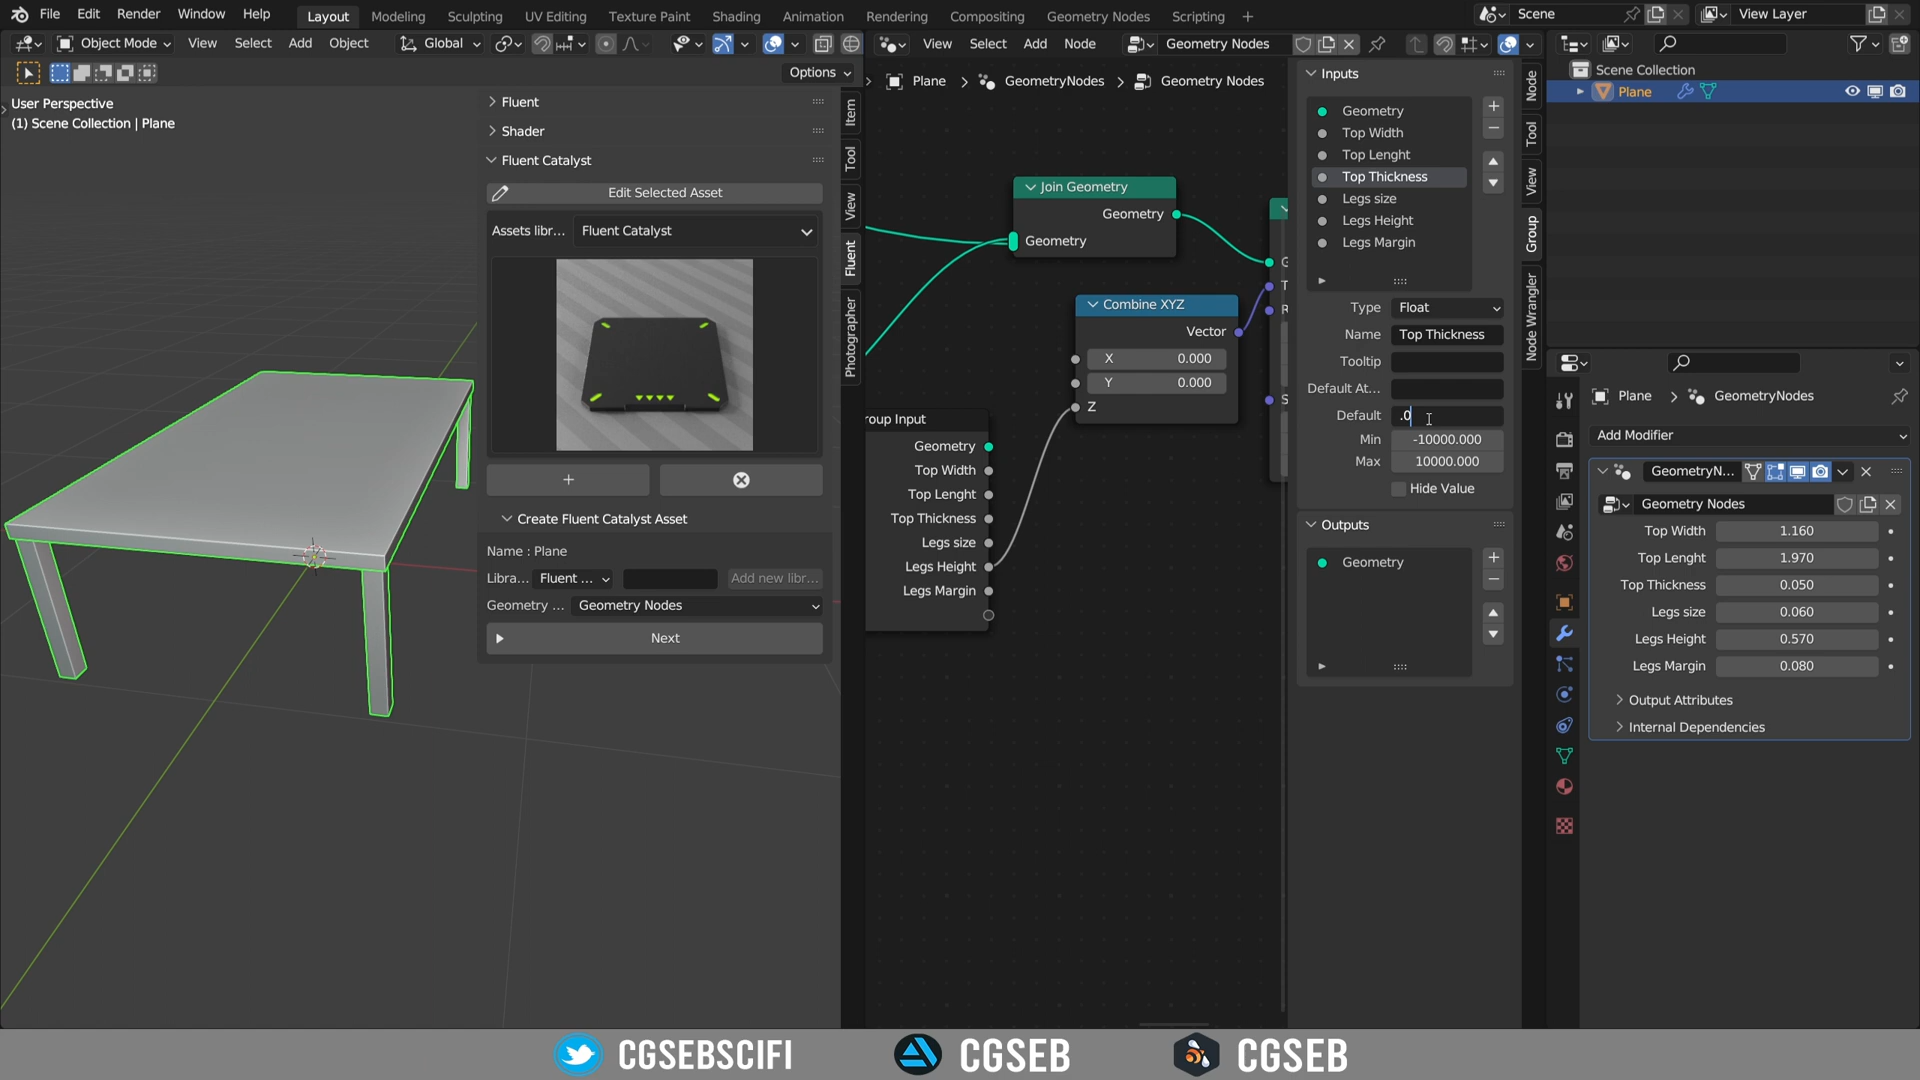 File Edit Render Window Help Layout Modeling Sculpting UV Editing Texture Paint Shading Animation Rendering Compositing Geometry Nodes Scripting + Scene View Layer
Object Mode View Select Add Object Global
View Select Add Node Geometry Nodes
Options
User Perspective
(1) Scene Collection | Plane
Fluent
Shader
Fluent Catalyst
Edit Selected Asset
Assets libr... Fluent Catalyst
+
Create Fluent Catalyst Asset
Name : Plane
Libra... Fluent ... Add new libr...
Geometry ... Geometry Nodes
Next
Item
Tool
View
Fluent
Photographer
Plane > GeometryNodes > Geometry Nodes
Join Geometry
Geometry
Geometry
Combine XYZ
Vector
X 0.000
Y 0.000
Z
G
T
R
S
roup Input
Geometry
Top Width
Top Lenght
Top Thickness
Legs size
Legs Height
Legs Margin
Inputs
Geometry
Top Width
Top Lenght
Top Thickness
Legs size
Legs Height
Legs Margin
Type Float
Name Top Thickness
Tooltip
Default At...
Default .0
Min -10000.000
Max 10000.000
Hide Value
Outputs
Geometry
Node
Tool
View
Group
Node Wrangler
Scene Collection
Plane
Plane > GeometryNodes
Add Modifier
GeometryN...
Geometry Nodes
Top Width 1.160
Top Lenght 1.970
Top Thickness 0.050
Legs size 0.060
Legs Height 0.570
Legs Margin 0.080
Output Attributes
Internal Dependencies
CGSEBSCIFI CGSEB CGSEB